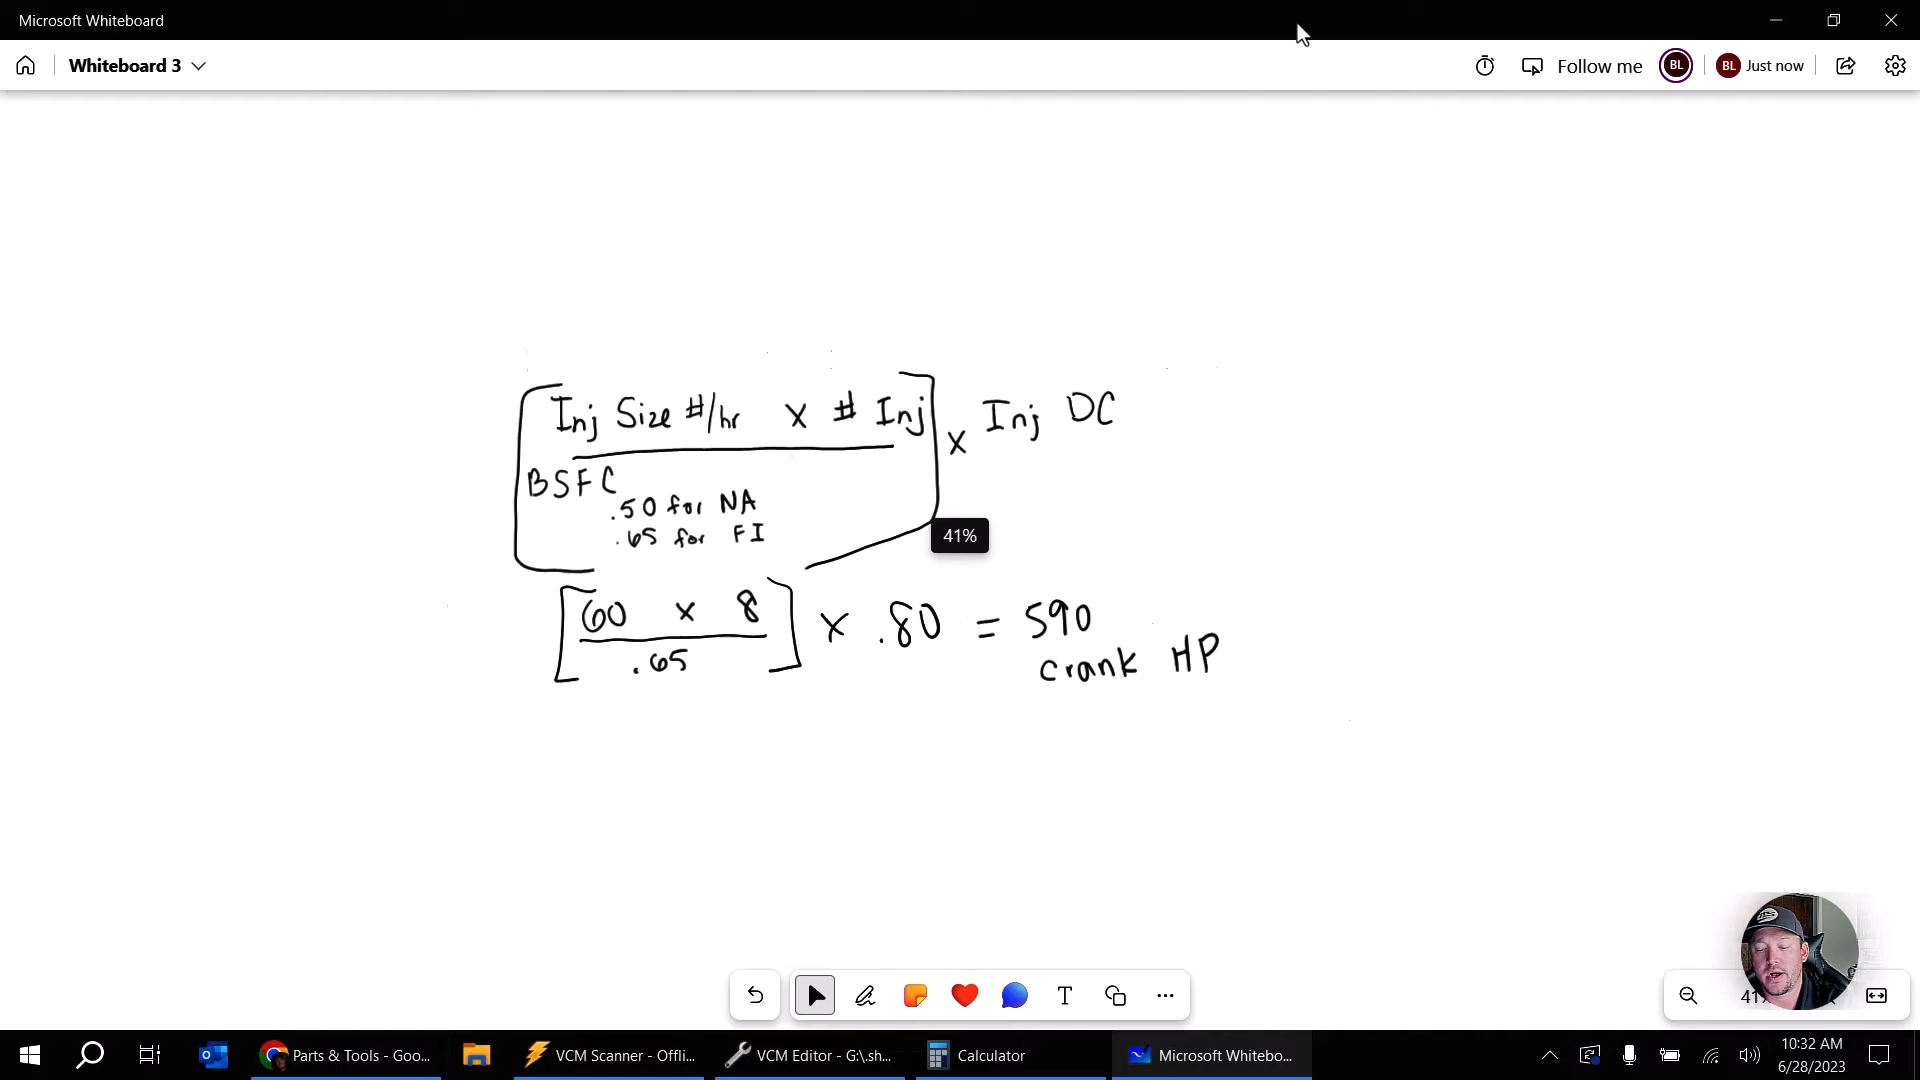 Microsoft Whiteboard
Whiteboard 3
Follow me
BL
BL
Just now
Inj Size #/hr x # Inj
x Inj DC
BSFC
.50 for NA
.65 for FI
41%
60 x 8
x .80 = 590
.65
crank HP
T
Parts & Tools - Goo...
VCM Scanner - Offli...
VCM Editor - G:\.sh...
Calculator
Microsoft Whitebo...
10:32 AM
6/28/2023